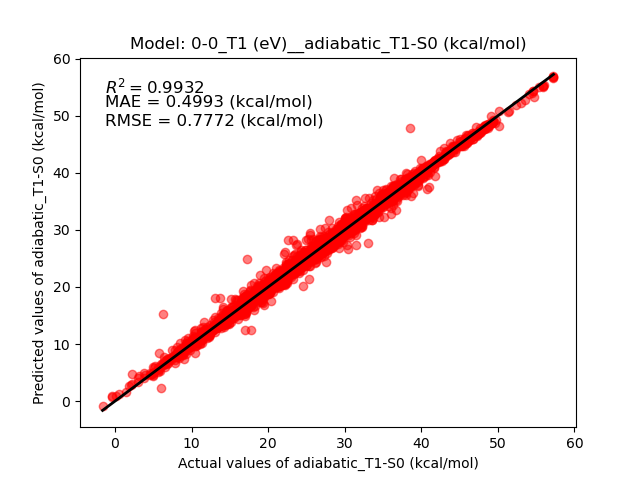 Model: 0-0_T1 (eV)__adiabatic_T1-S0 (kcal/mol)
R² = 0.9932
MAE = 0.4993 (kcal/mol)
RMSE = 0.7772 (kcal/mol)
Predicted values of adiabatic_T1-S0 (kcal/mol)
60
50
40
30
20
10
0
0 10 20 30 40 50 60
Actual values of adiabatic_T1-S0 (kcal/mol)